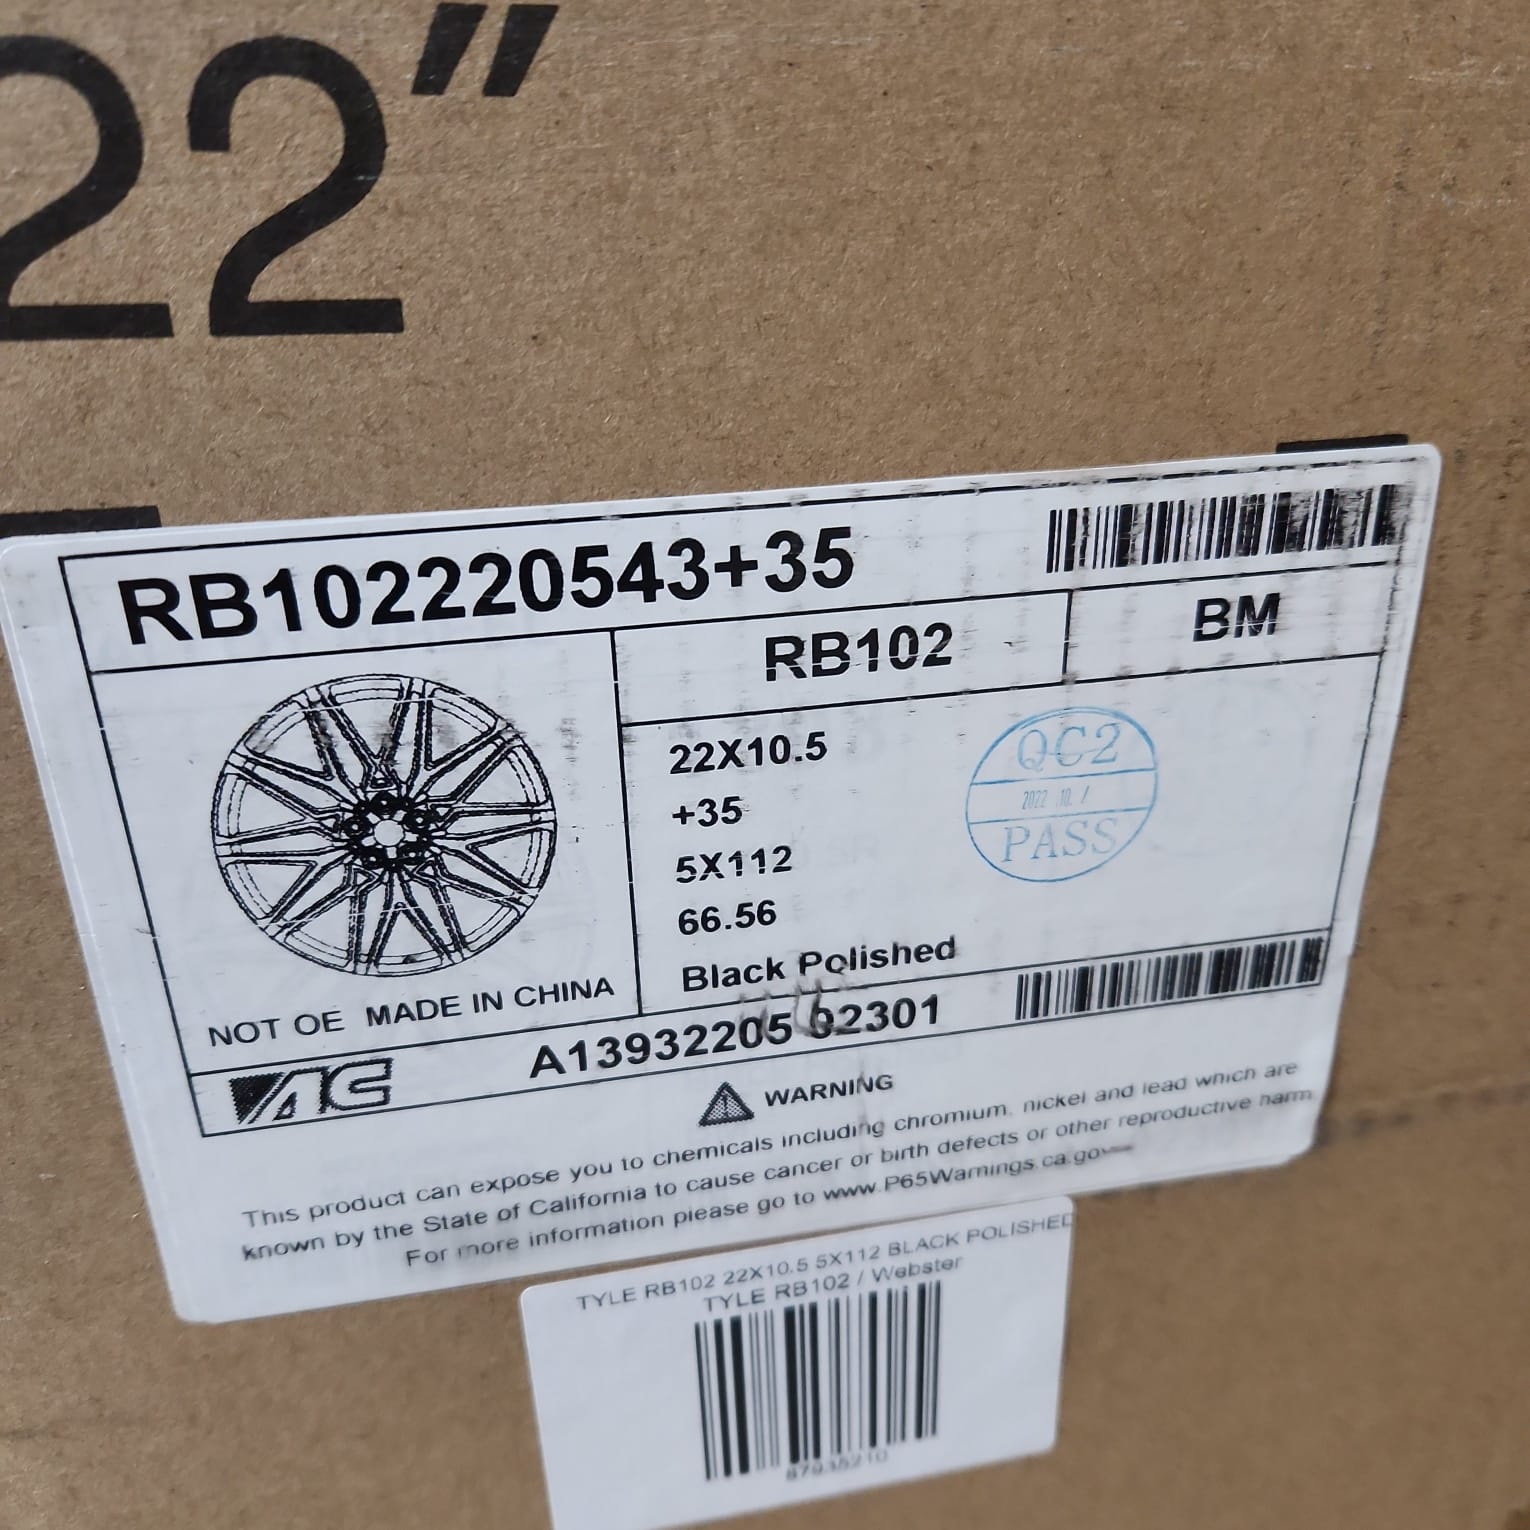 22"
RB102220543+35
RB102
BM
22X10.5
+35
5X112
66.56
Black Polished
QC2
2022 .10. /
PASS
NOT OE MADE IN CHINA
AC
A13932205 02301
WARNING
This product can expose you to chemicals including chromium, nickel and lead which are
known by the State of California to cause cancer or birth defects or other reproductive harm.
For more information please go to www.P65Warnings.ca.gov
TYLE RB102 22X10.5 5X112 BLACK POLISHED
TYLE RB102 / Webster